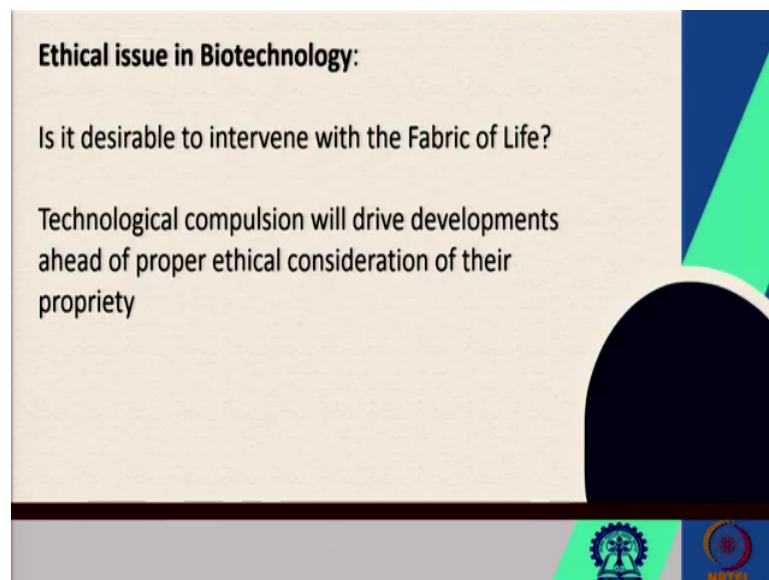 Ethical issue in Biotechnology:
Is it desirable to intervene with the Fabric of Life?
Technological compulsion will drive developments
ahead of proper ethical consideration of their
propriety
NPTEL